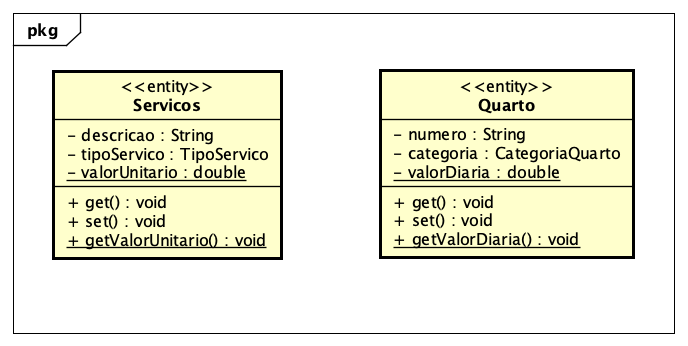 pkg
<<entity>>
Servicos
- descricao : String
- tipoServico : TipoServico
- valorUnitario : double
+ get() : void
+ set() : void
+ getValorUnitario() : void
<<entity>>
Quarto
- numero : String
- categoria : CategoriaQuarto
- valorDiaria : double
+ get() : void
+ set() : void
+ getValorDiaria() : void